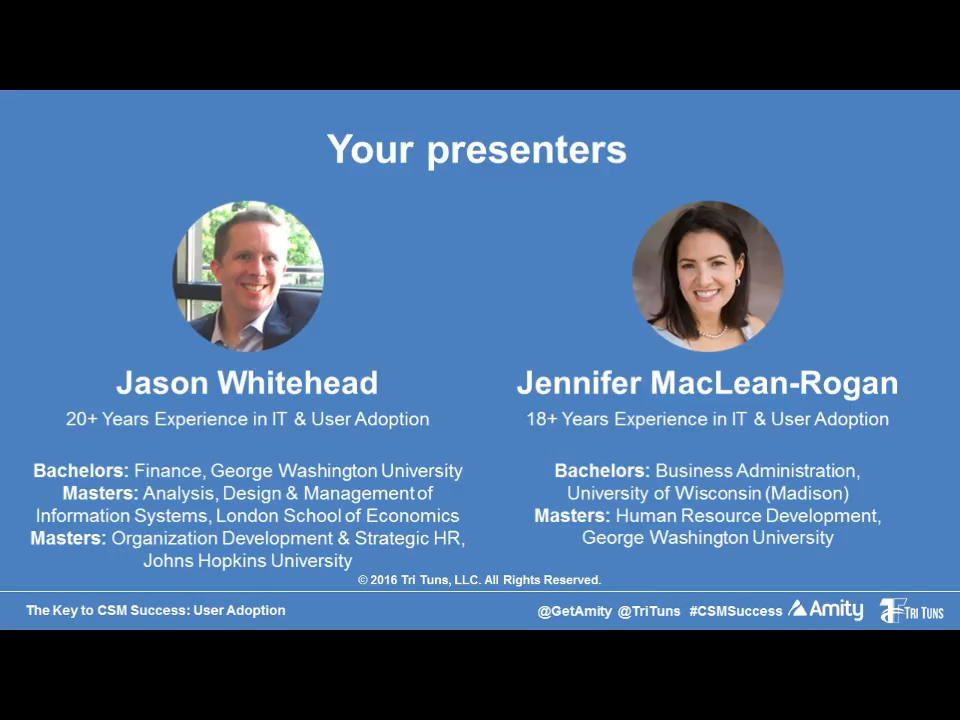 Your presenters
Jason Whitehead
20+ Years Experience in IT & User Adoption
Bachelors: Finance, George Washington University
Masters: Analysis, Design & Management of
Information Systems, London School of Economics
Masters: Organization Development & Strategic HR,
Johns Hopkins University
Jennifer MacLean-Rogan
18+ Years Experience in IT & User Adoption
Bachelors: Business Administration,
University of Wisconsin (Madison)
Masters: Human Resource Development,
George Washington University
© 2016 Tri Tuns, LLC. All Rights Reserved.
The Key to CSM Success: User Adoption
@GetAmity @TriTuns #CSMSuccess Amity TRI TUNS